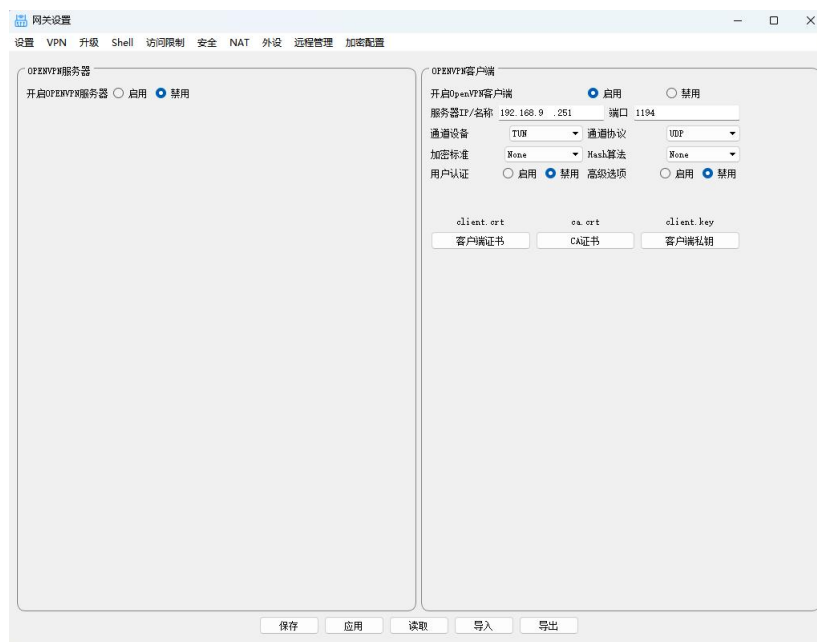 网关设置
设置 VPN 升级 Shell 访问限制 安全 NAT 外设 远程管理 加密配置
OPENVPN服务器
开启OPENVPN服务器 启用 禁用
OPENVPN客户端
开启OpenVPN客户端 启用 禁用
服务器IP/名称 192.168.9 .251 端口 1194
通道设备 TUN 通道协议 UDP
加密标准 None Hash算法 None
用户认证 启用 禁用 高级选项 启用 禁用
client.crt ca.crt client.key
客户端证书 CA证书 客户端私钥
保存 应用 读取 导入 导出